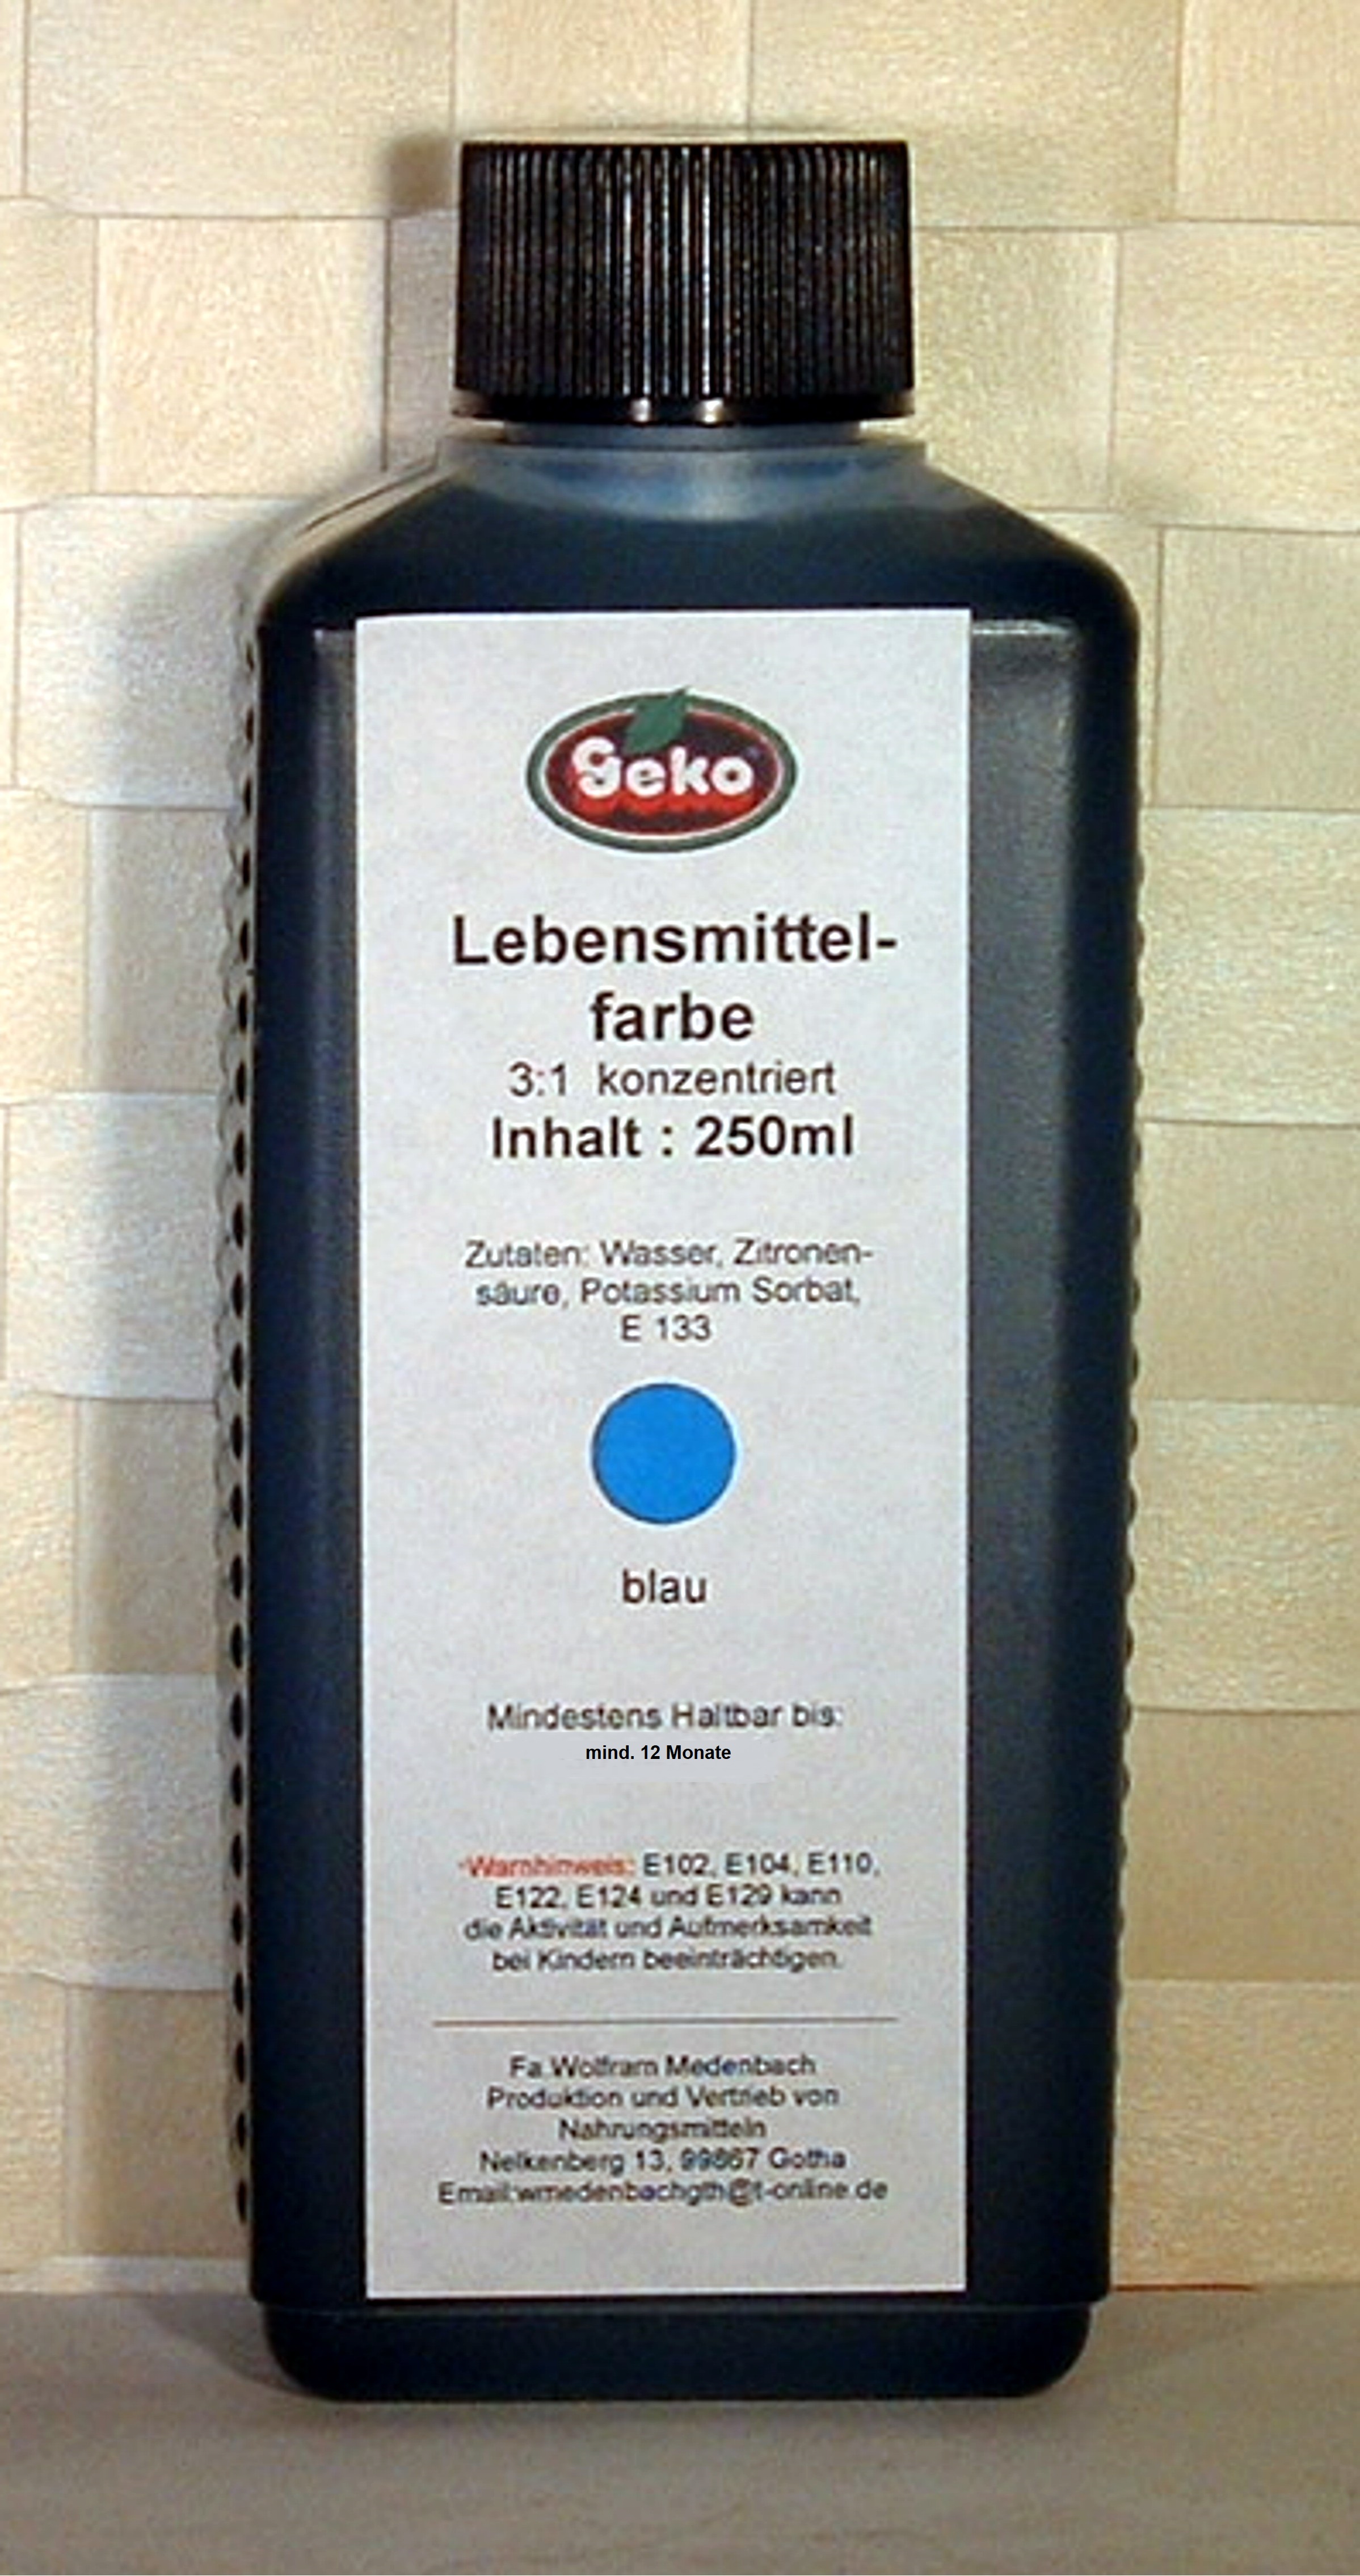 geko
Lebensmittel-
farbe
3:1 konzentriert
Inhalt : 250ml
Zutaten: Wasser, Zitronen-
säure, Potassium Sorbat,
E 133
blau
Mindestens Haltbar bis:
mind. 12 Monate
*Warnhinweis: E102, E104, E110,
E122, E124 und E129 kann
die Aktivität und Aufmerksamkeit
bei Kindern beeinträchtigen.
Fa.Wolfram Medenbach
Produktion und Vertrieb von
Nahrungsmitteln
Nelkenberg 13, 99867 Gotha
Email:wmedenbachgth@t-online.de